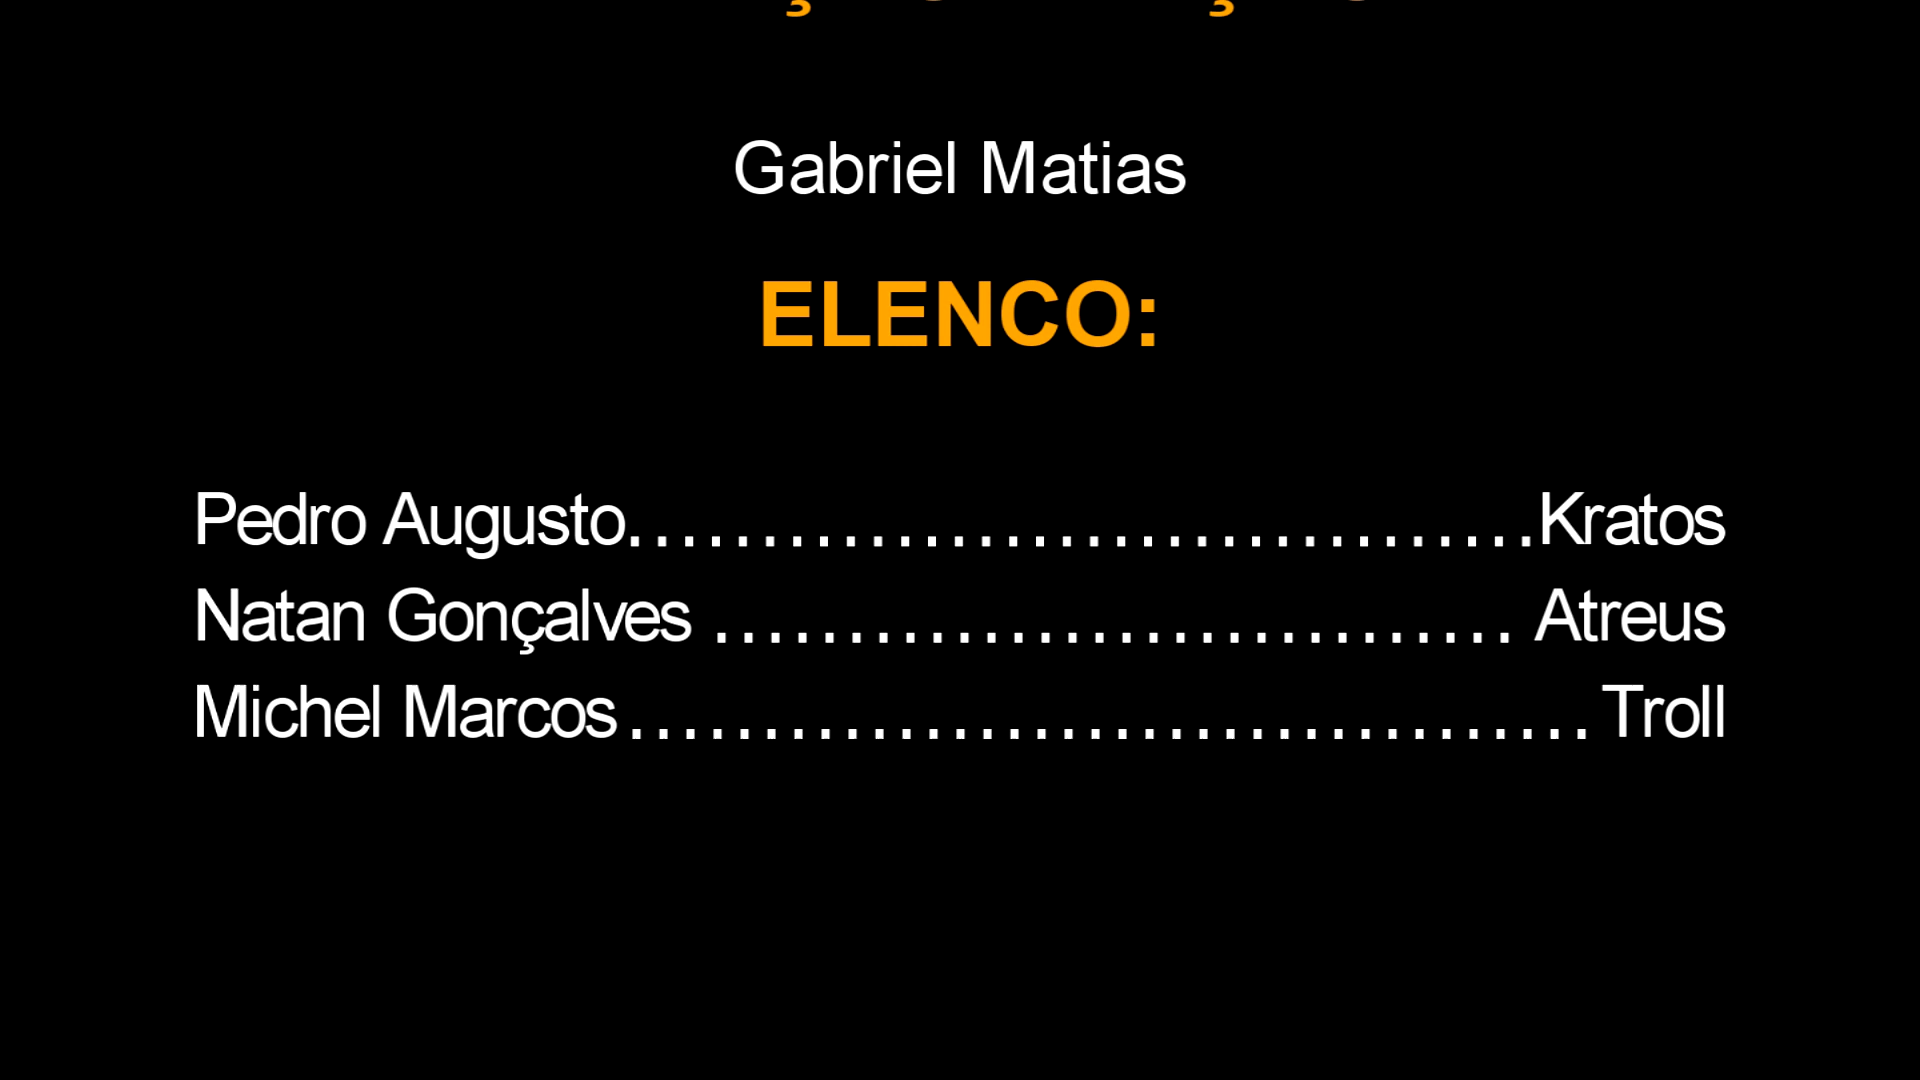 Gabriel Matias
ELENCO:
Pedro Augusto..................................Kratos
Natan Gonçalves .............................. Atreus
Michel Marcos....................................Troll